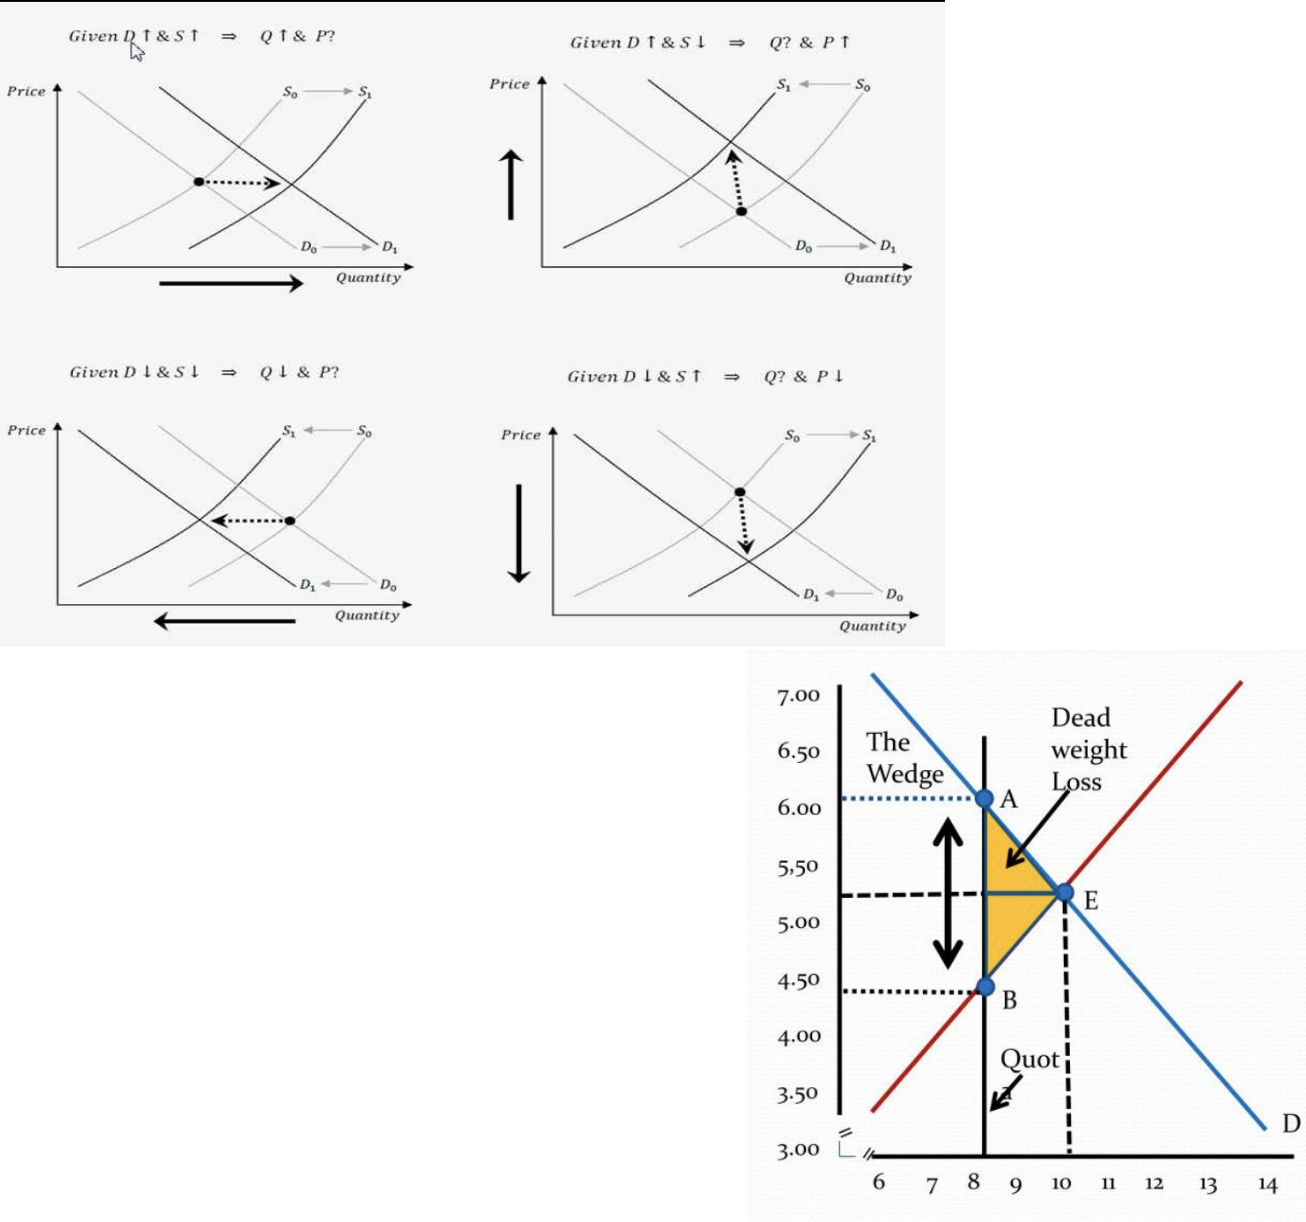 Given D ↑ & S ↑ ⇒ Q ↑ & P?
Price
S₀
S₁
D₀
D₁
Quantity
Given D ↑ & S ↓ ⇒ Q? & P ↑
Price
S₁
S₀
D₀
D₁
Quantity
Given D ↓ & S ↓ ⇒ Q ↓ & P?
Price
S₁
S₀
D₁
D₀
Quantity
Given D ↓ & S ↑ ⇒ Q? & P ↓
Price
S₀
S₁
D₁
D₀
Quantity
7.00
6.50
6.00
5,50
5.00
4.50
4.00
3.50
3.00
The
Wedge
Dead
weight
Loss
A
E
B
Quot
a
D
6 7 8 9 10 11 12 13 14